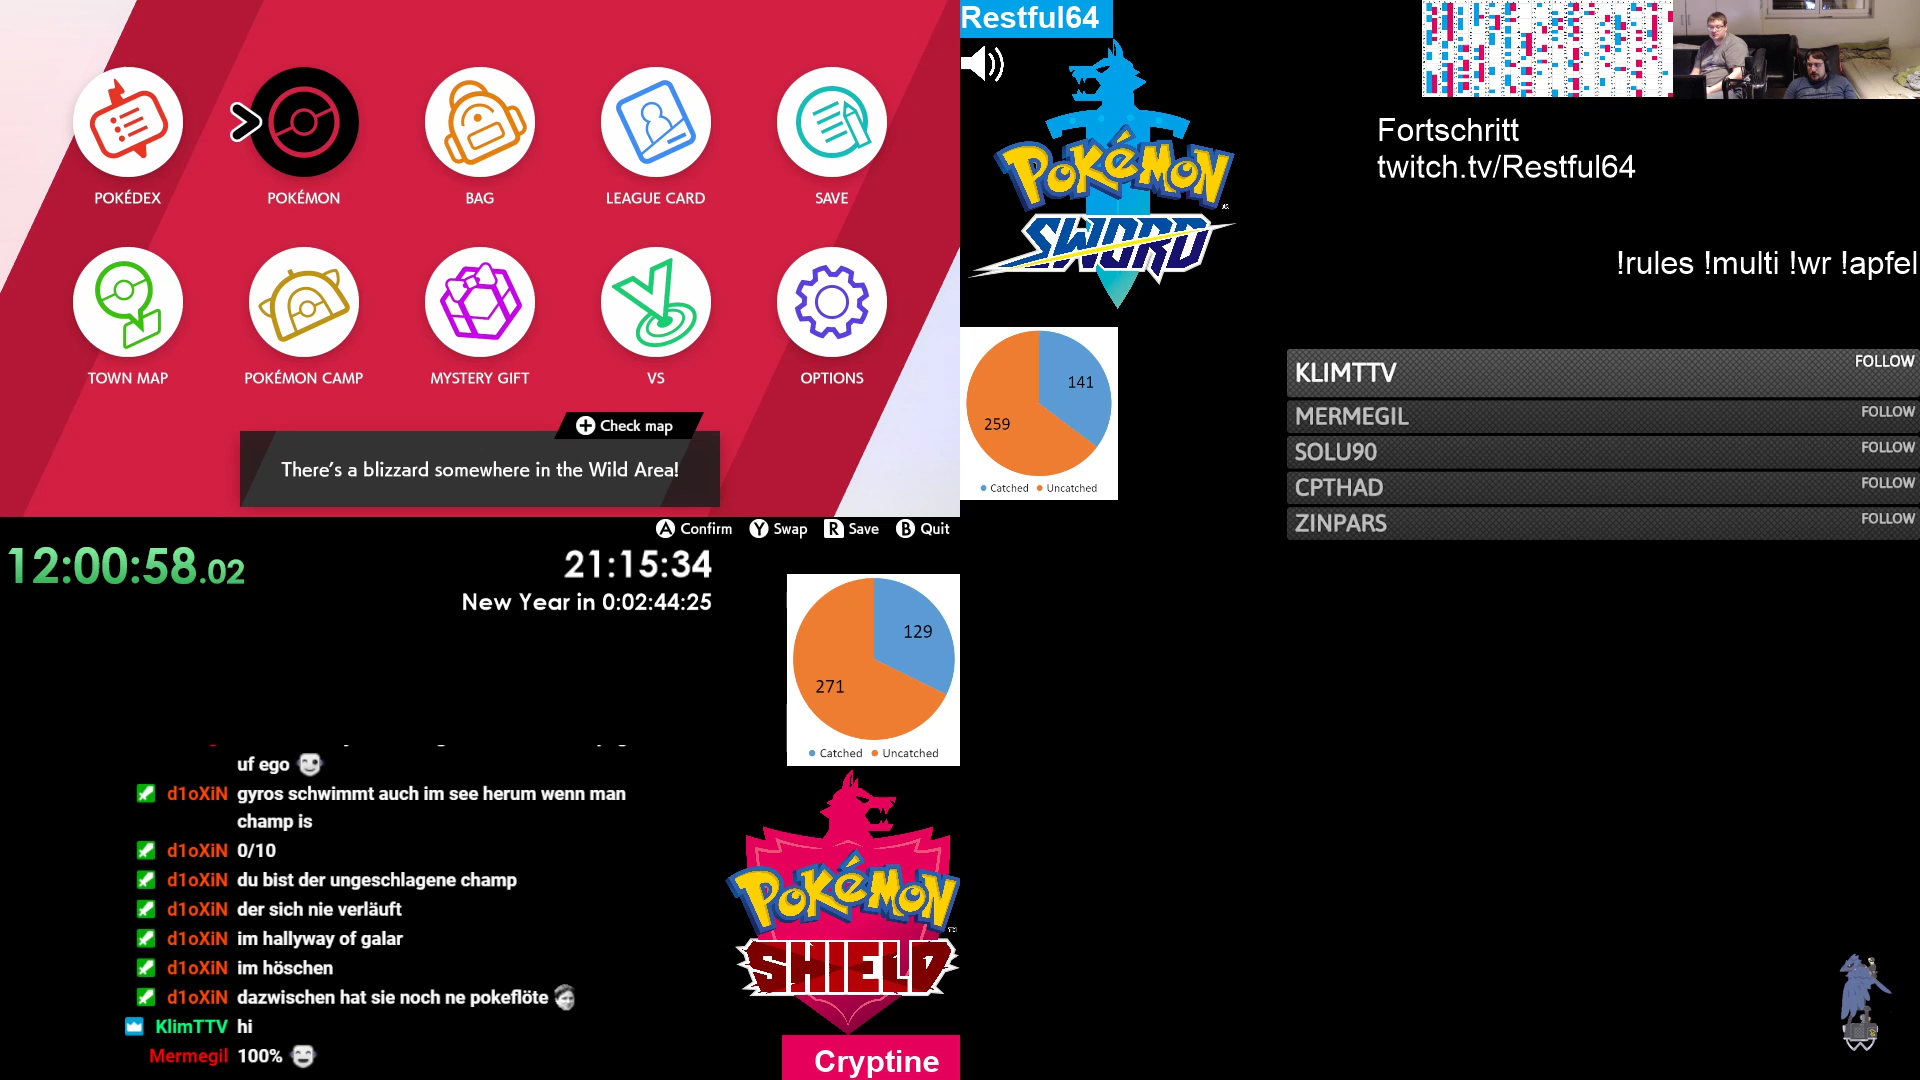 POKÉDEX
POKÉMON
BAG
LEAGUE CARD
SAVE
TOWN MAP
POKÉMON CAMP
MYSTERY GIFT
VS
OPTIONS
Check map
There's a blizzard somewhere in the Wild Area!
A Confirm Y Swap R Save B Quit
12:00:58.02
21:15:34
New Year in 0:02:44:25
Restful64
POKÉMON
SWORD
141
259
Catched Uncatched
Fortschritt
twitch.tv/Restful64
!rules !multi !wr !apfel
KLIMTTV FOLLOW
MERMEGIL FOLLOW
SOLU90 FOLLOW
CPTHAD FOLLOW
ZINPARS FOLLOW
129
271
Catched Uncatched
POKÉMON
SHIELD
Cryptine
uf ego
d1oXiN gyros schwimmt auch im see herum wenn man
champ is
d1oXiN 0/10
d1oXiN du bist der ungeschlagene champ
d1oXiN der sich nie verläuft
d1oXiN im hallyway of galar
d1oXiN im höschen
d1oXiN dazwischen hat sie noch ne pokeflöte
KlimTTV hi
Mermegil 100%